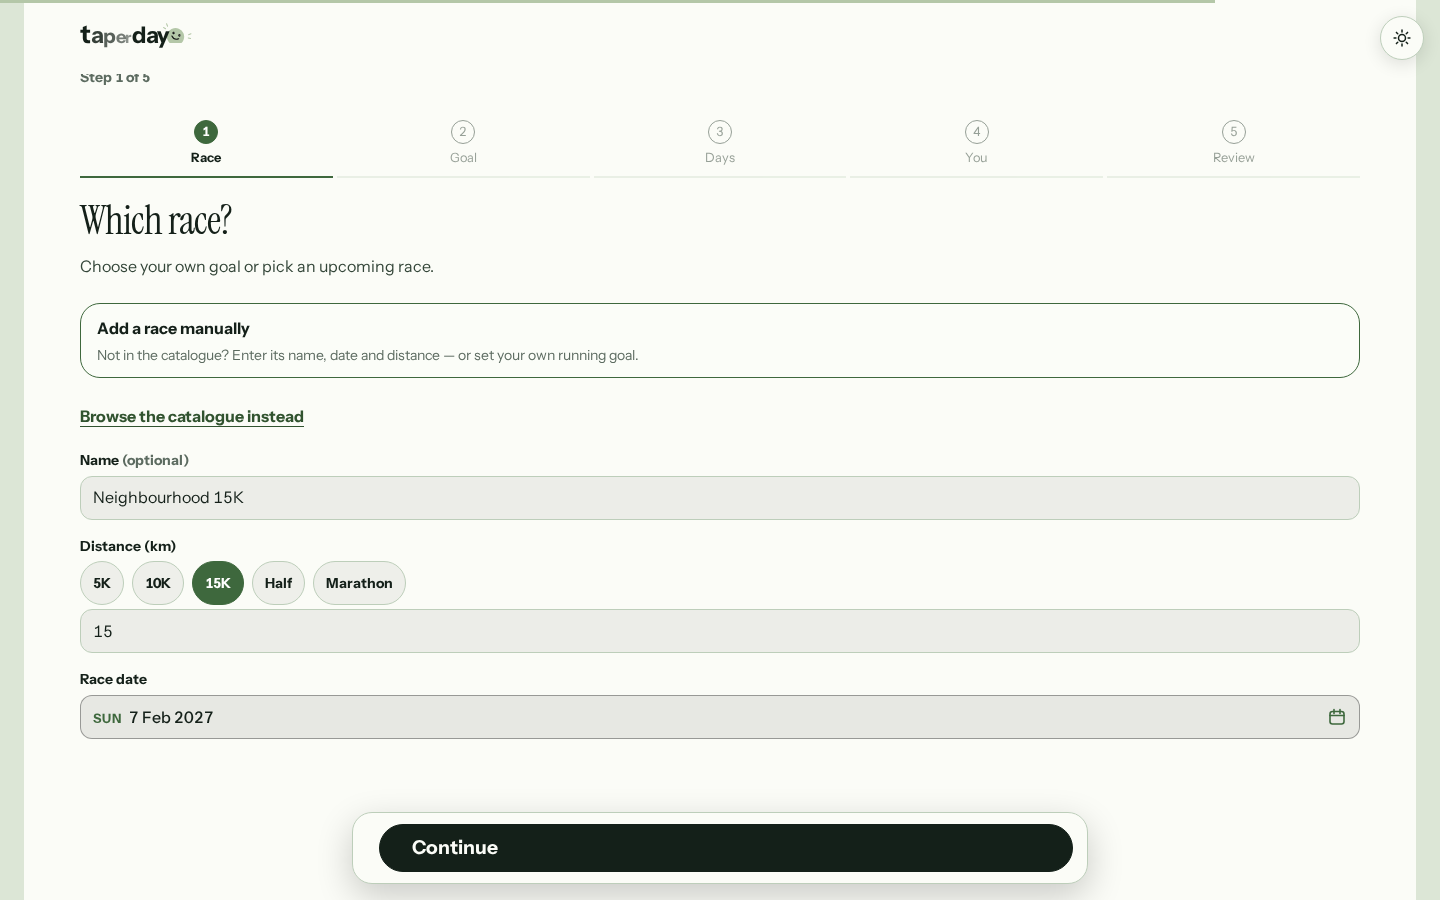 taperday
Step 1 of 5
1
Race
2
Goal
3
Days
4
You
5
Review
Which race?
Choose your own goal or pick an upcoming race.
Add a race manually
Not in the catalogue? Enter its name, date and distance — or set your own running goal.
Browse the catalogue instead
Name (optional)
Neighbourhood 15K
Distance (km)
5K 10K 15K Half Marathon
15
Race date
SUN 7 Feb 2027
Continue